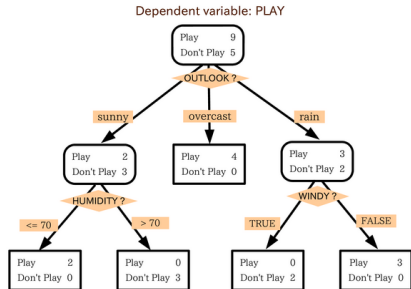 Dependent variable: PLAY
Play 9
Don't Play 5
OUTLOOK ?
sunny
overcast
rain
Play 2
Don't Play 3
Play 4
Don't Play 0
Play 3
Don't Play 2
HUMIDITY ?
WINDY ?
<= 70
> 70
TRUE
FALSE
Play 2
Don't Play 0
Play 0
Don't Play 3
Play 0
Don't Play 2
Play 3
Don't Play 0